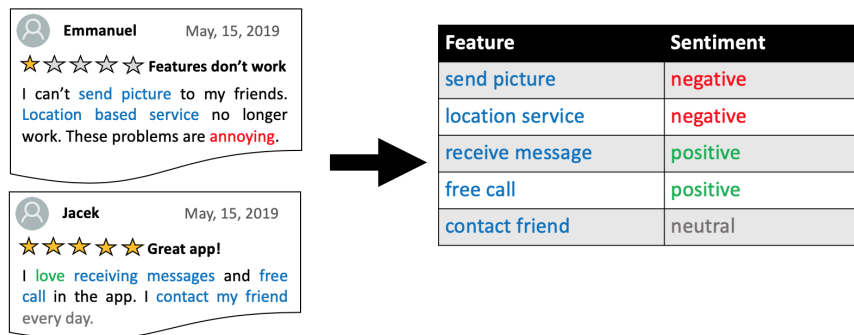 Emmanuel May, 15, 2019
Features don't work
I can't send picture to my friends.
Location based service no longer
work. These problems are annoying.
Jacek May, 15, 2019
Great app!
I love receiving messages and free
call in the app. I contact my friend
every day.
Feature Sentiment
send picture negative
location service negative
receive message positive
free call positive
contact friend neutral